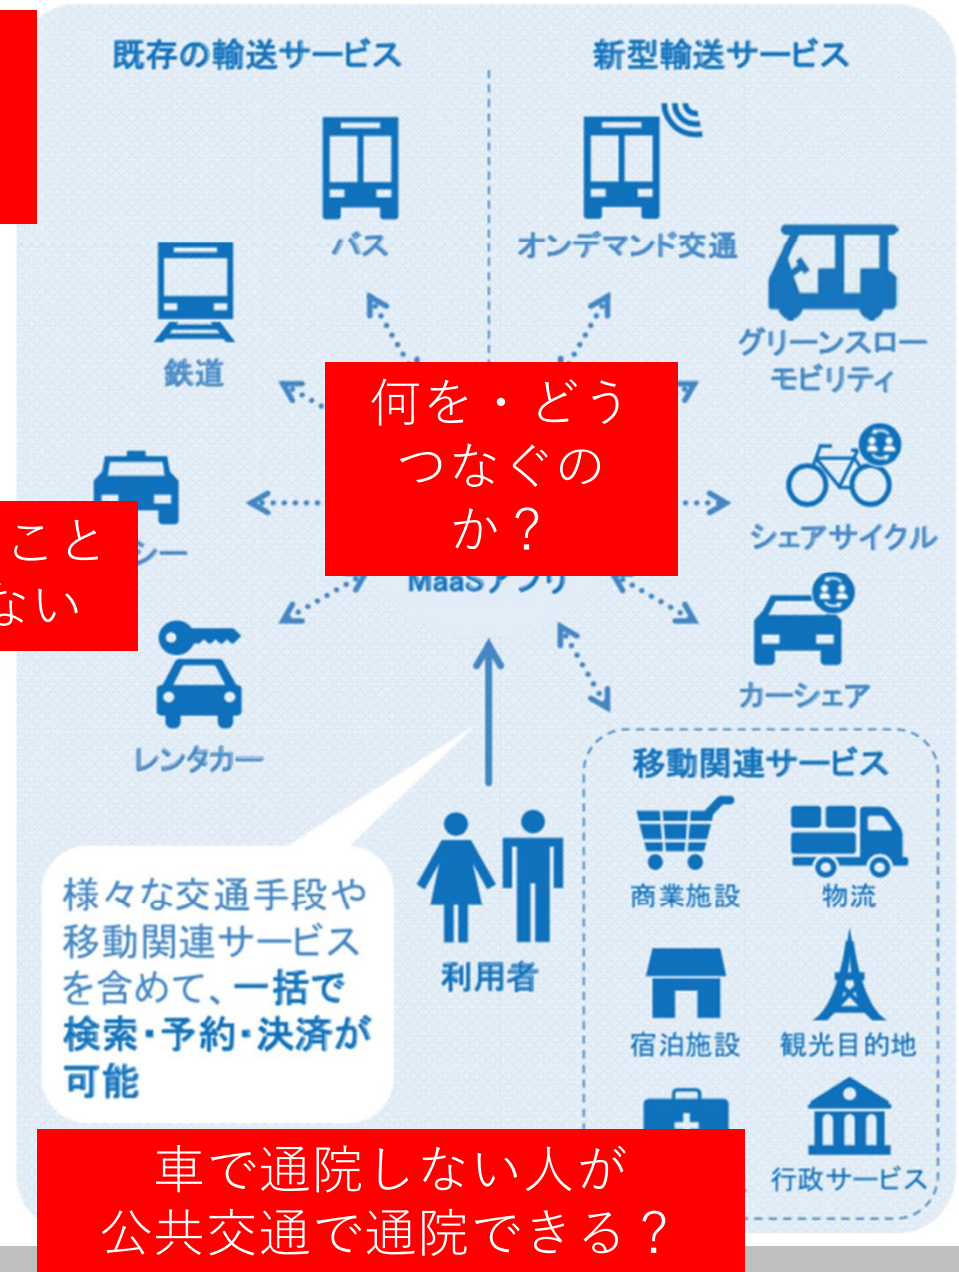 既存の輸送サービス
新型輸送サービス
バス
オンデマンド交通
鉄道
グリーンスロー
モビリティ
何を・どう
つなぐの
か？
シェアサイクル
こと
ない
シー
MaaSアプリ
カーシェア
レンタカー
移動関連サービス
商業施設
物流
様々な交通手段や
移動関連サービス
を含めて、一括で
検索・予約・決済が
可能
利用者
宿泊施設
観光目的地
行政サービス
車で通院しない人が
公共交通で通院できる？